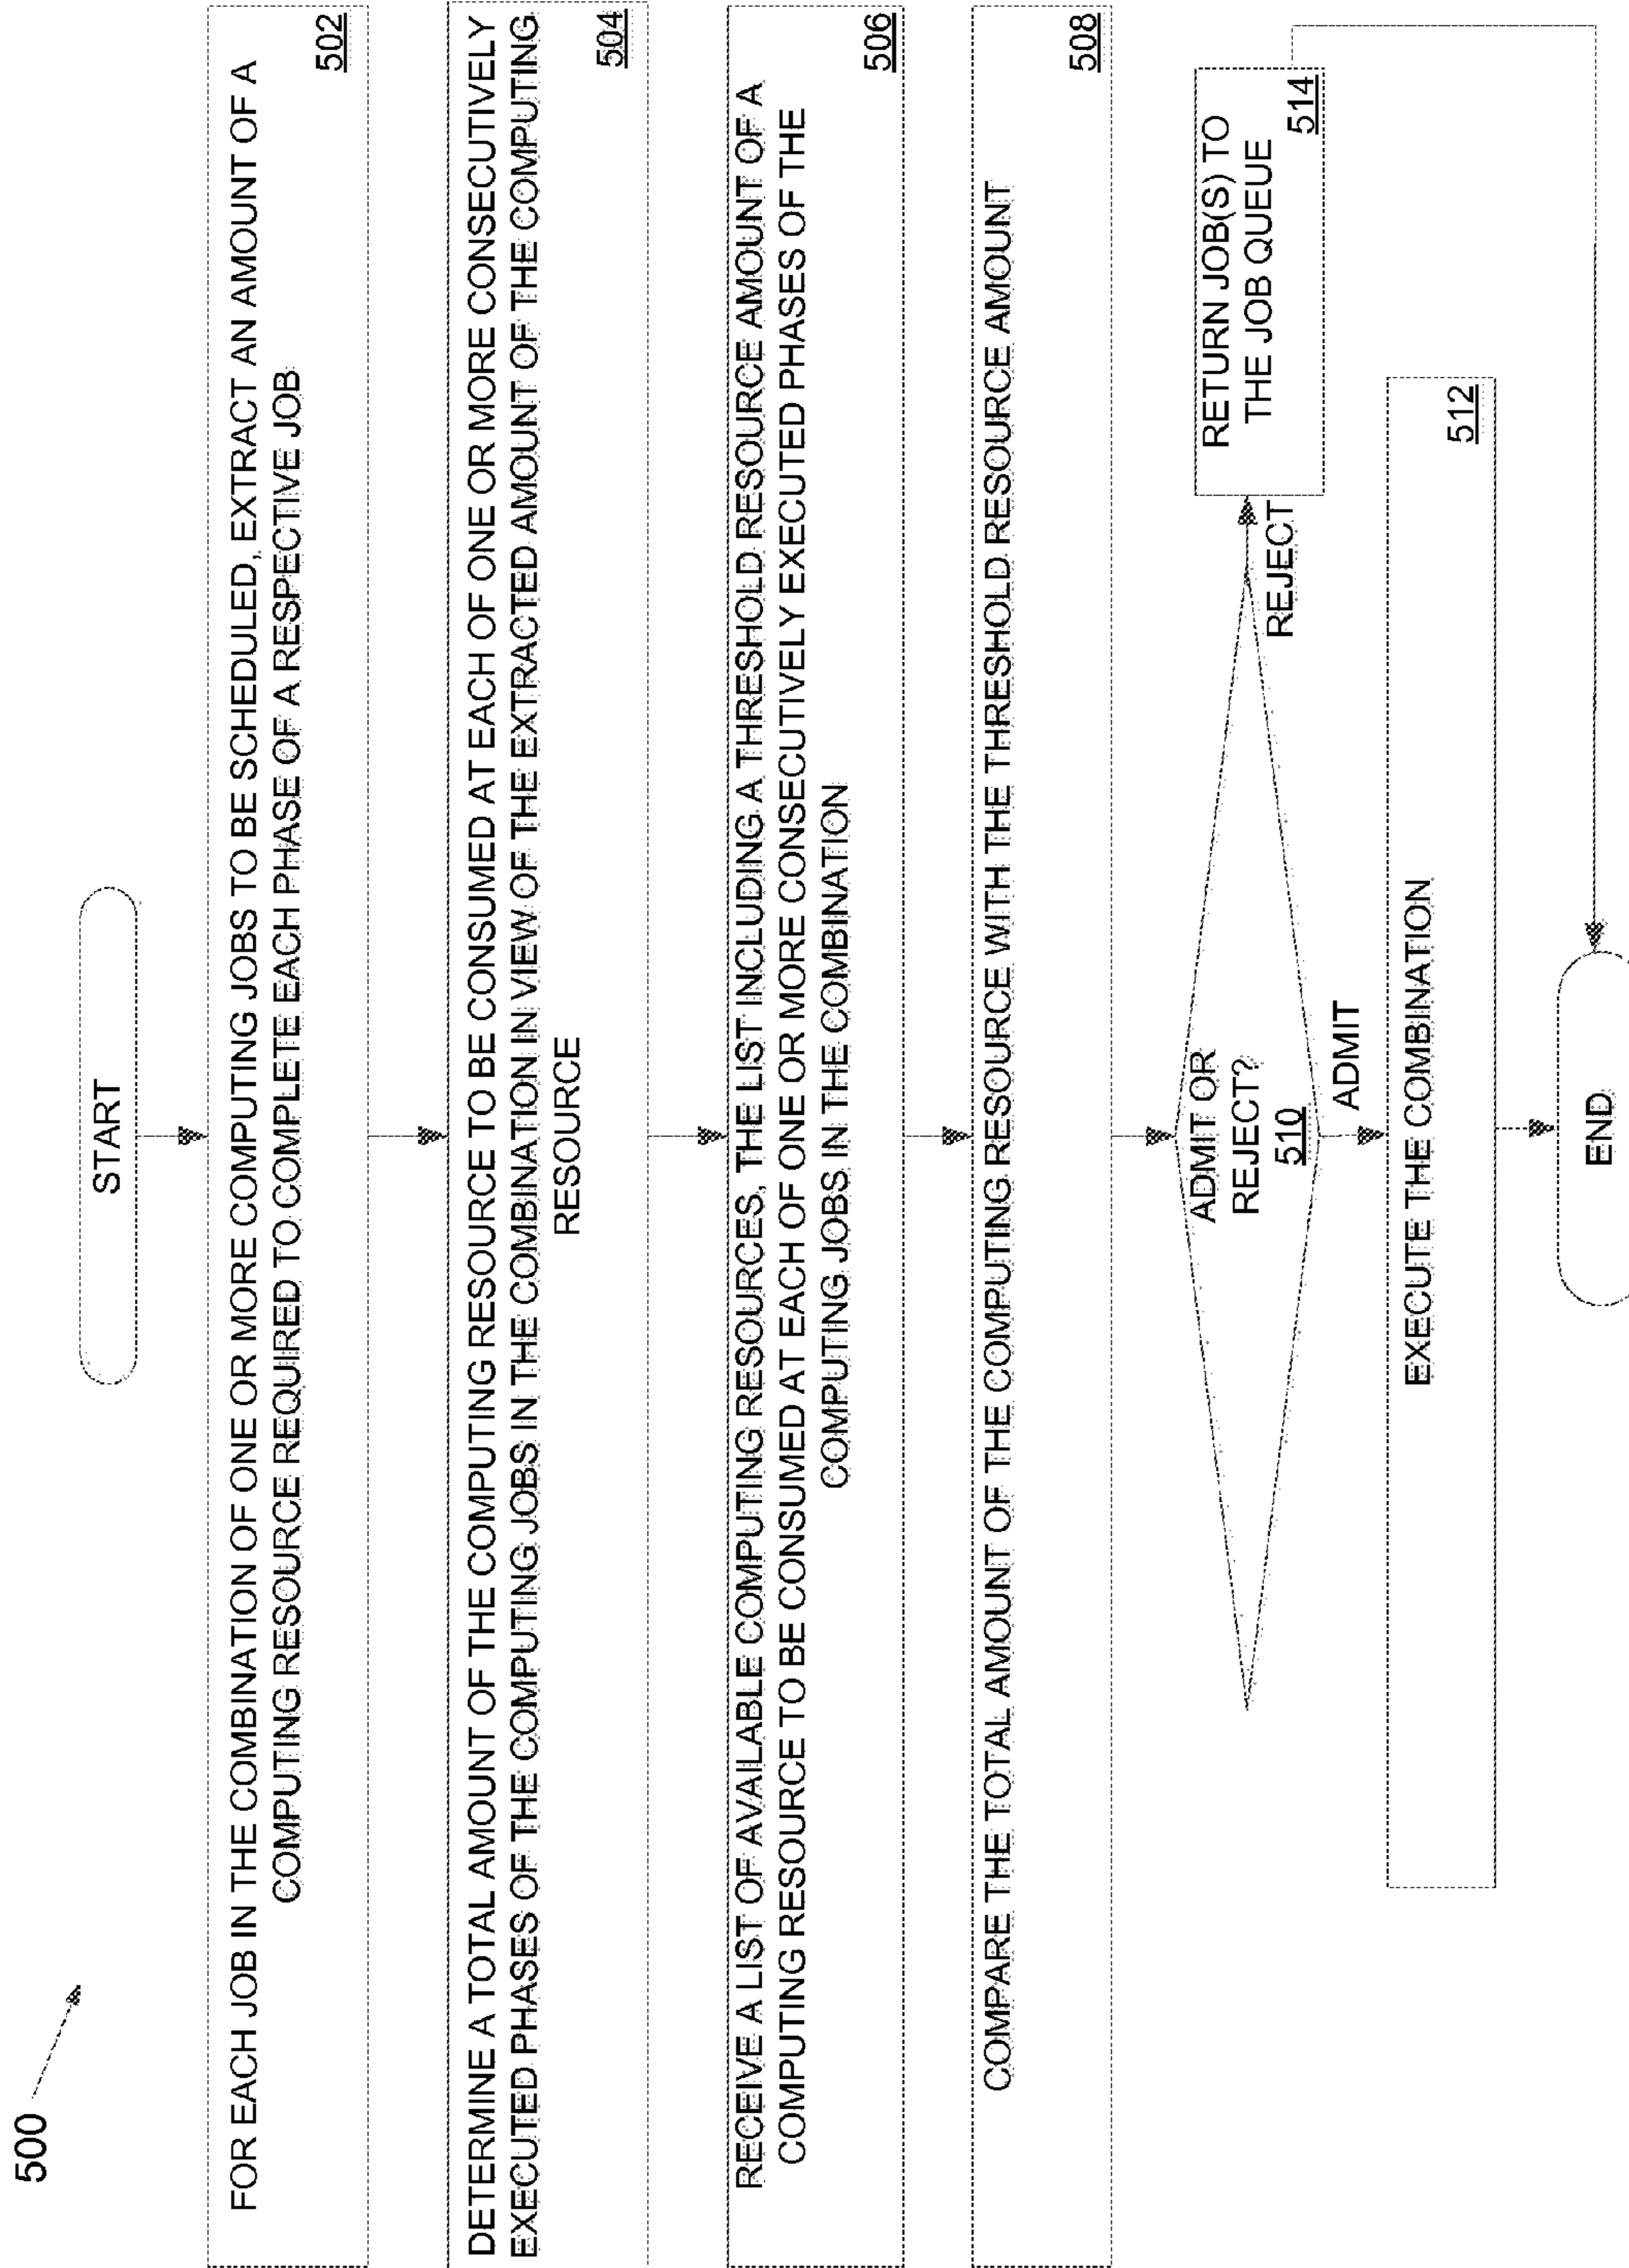 500
START
FOR EACH JOB IN THE COMBINATION OF ONE OR MORE COMPUTING JOBS TO BE SCHEDULED, EXTRACT AN AMOUNT OF A
COMPUTING RESOURCE REQUIRED TO COMPLETE EACH PHASE OF A RESPECTIVE JOB
502
DETERMINE A TOTAL AMOUNT OF THE COMPUTING RESOURCE TO BE CONSUMED AT EACH OF ONE OR MORE CONSECUTIVELY
EXECUTED PHASES OF THE COMPUTING JOBS IN THE COMBINATION IN VIEW OF THE EXTRACTED AMOUNT OF THE COMPUTING
RESOURCE
504
RECEIVE A LIST OF AVAILABLE COMPUTING RESOURCES, THE LIST INCLUDING A THRESHOLD RESOURCE AMOUNT OF A
COMPUTING RESOURCE TO BE CONSUMED AT EACH OF ONE OR MORE CONSECUTIVELY EXECUTED PHASES OF THE
COMPUTING JOBS IN THE COMBINATION
506
COMPARE THE TOTAL AMOUNT OF THE COMPUTING RESOURCE WITH THE THRESHOLD RESOURCE AMOUNT
508
ADMIT OR
REJECT?
510
REJECT
RETURN JOB(S) TO
THE JOB QUEUE
514
ADMIT
EXECUTE THE COMBINATION
512
END